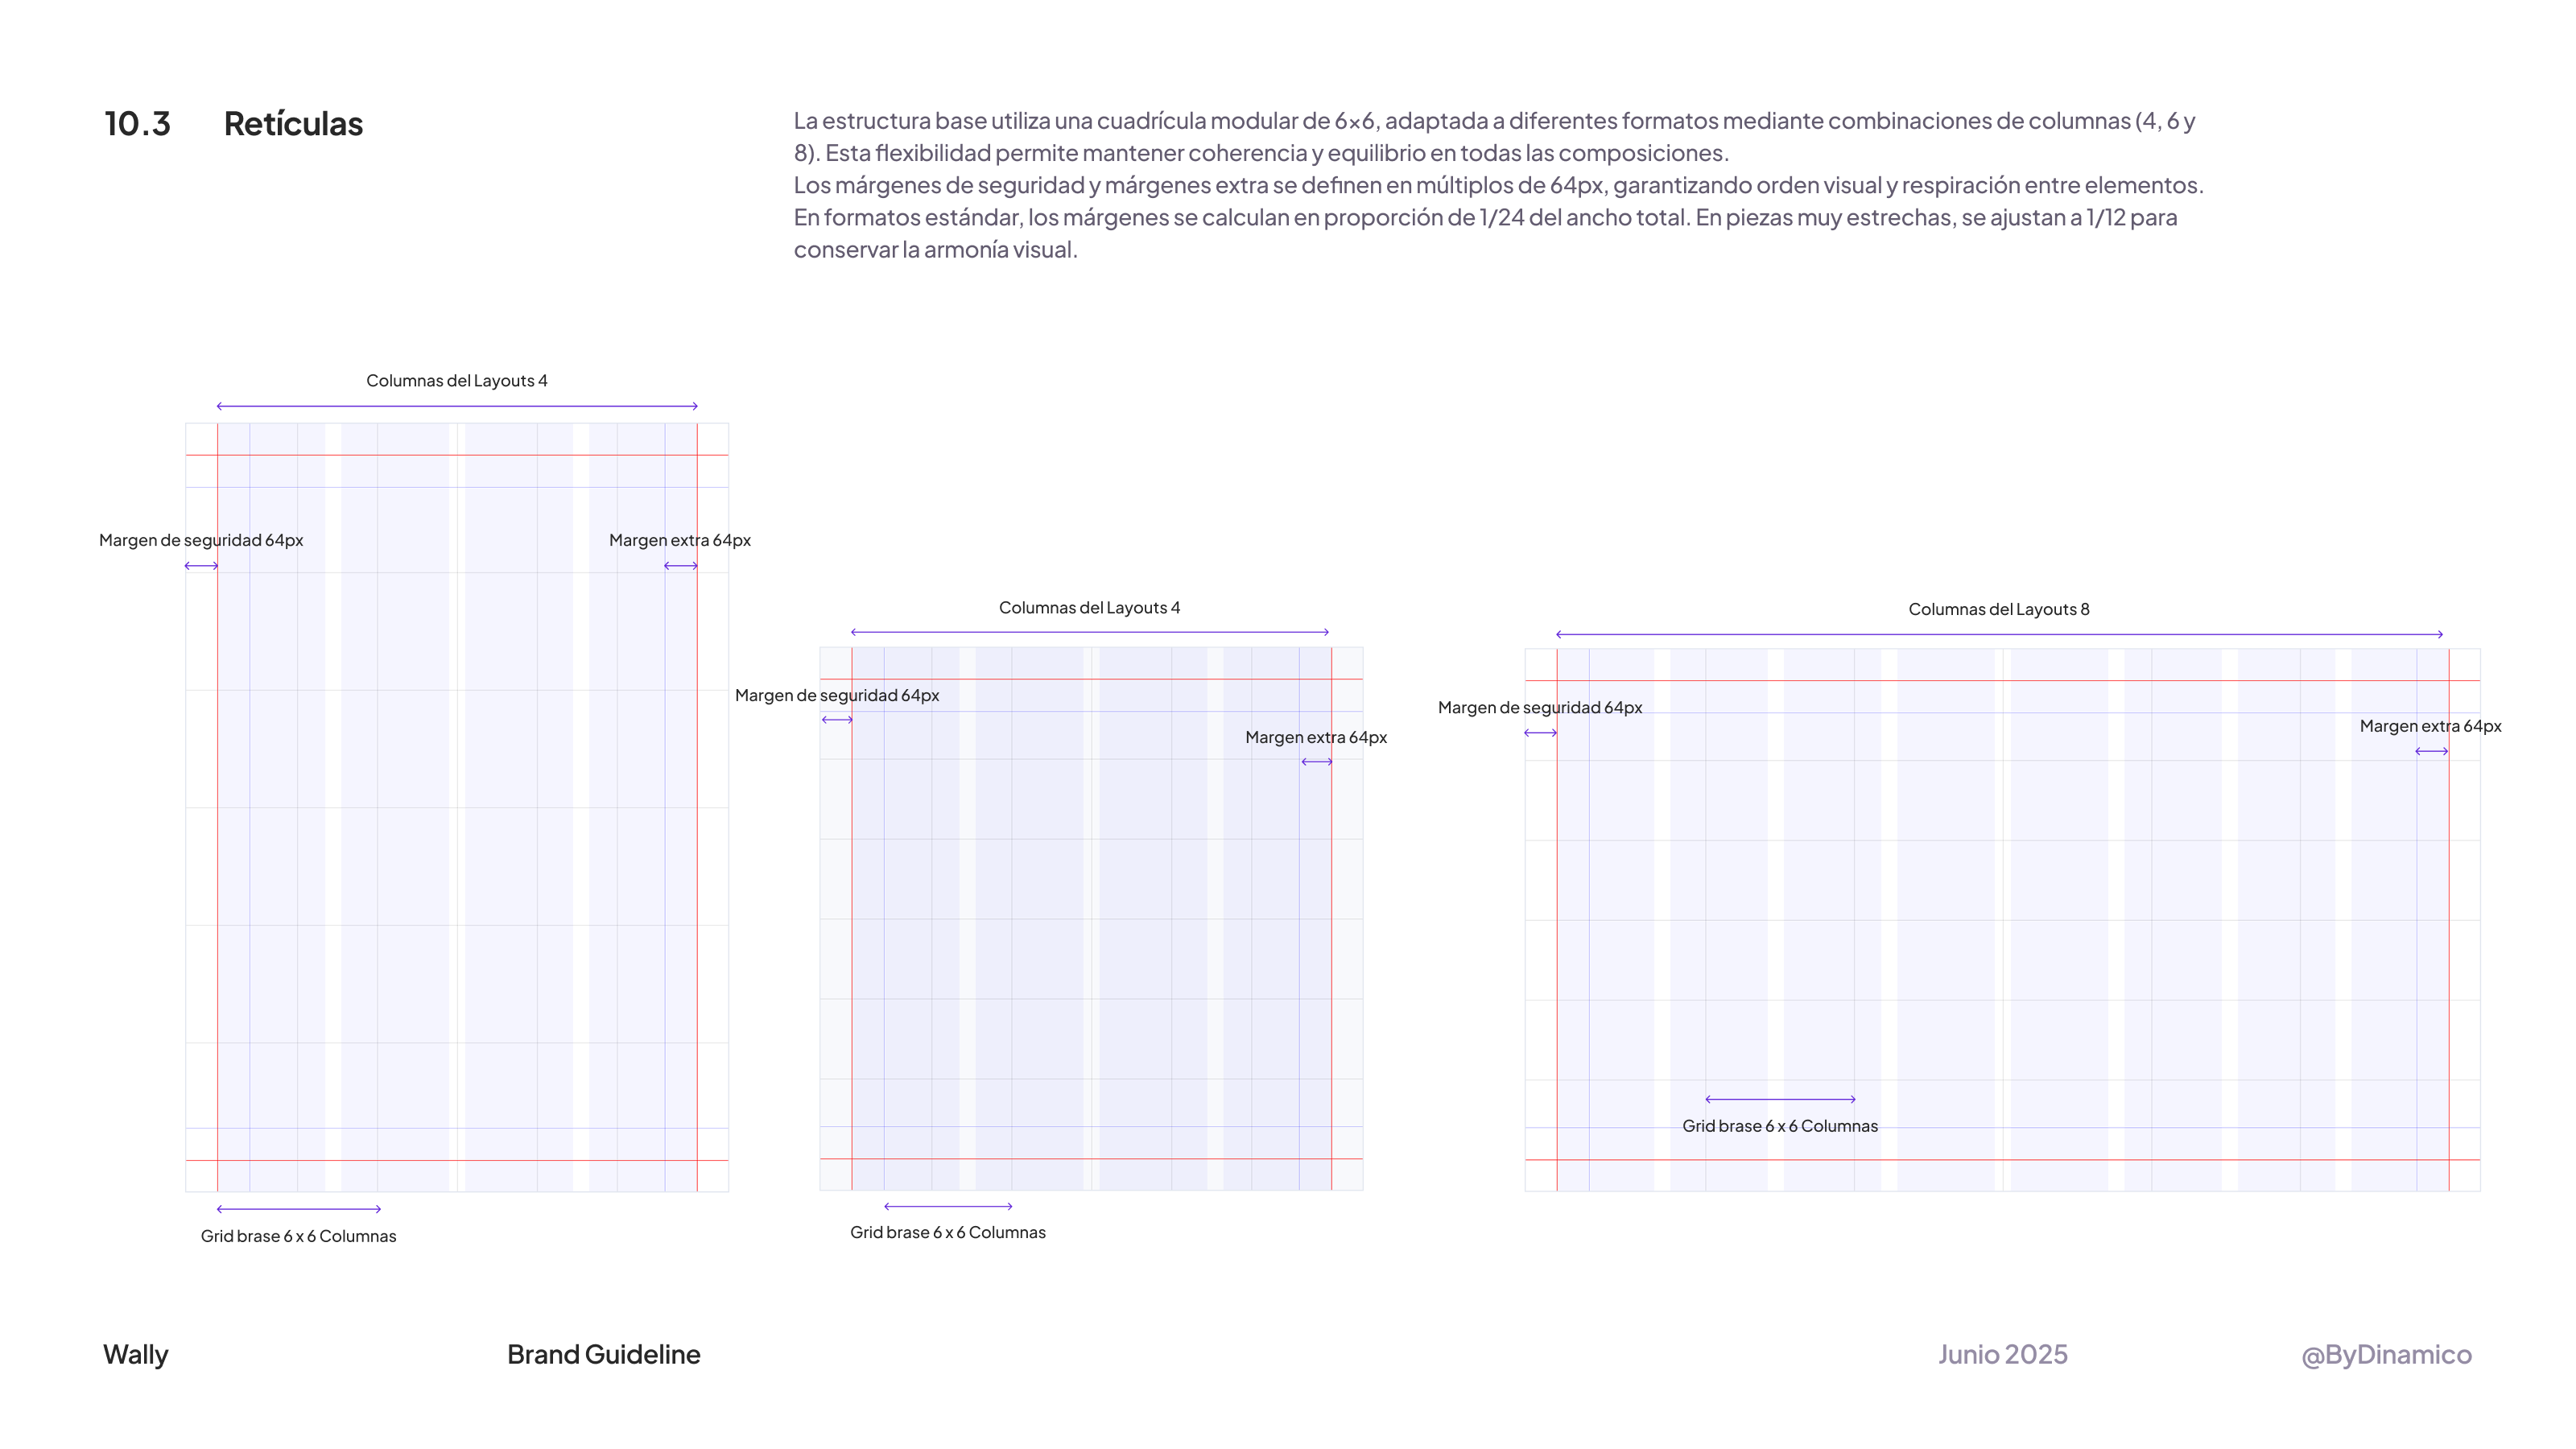 10.3 Retículas
La estructura base utiliza una cuadrícula modular de 6×6, adaptada a diferentes formatos mediante combinaciones de columnas (4, 6 y
8). Esta flexibilidad permite mantener coherencia y equilibrio en todas las composiciones.
Los márgenes de seguridad y márgenes extra se definen en múltiplos de 64px, garantizando orden visual y respiración entre elementos.
En formatos estándar, los márgenes se calculan en proporción de 1/24 del ancho total. En piezas muy estrechas, se ajustan a 1/12 para
conservar la armonía visual.
Columnas del Layouts 4
Margen de seguridad 64px
Margen extra 64px
Grid brase 6 x 6 Columnas
Columnas del Layouts 4
Margen de seguridad 64px
Margen extra 64px
Grid brase 6 x 6 Columnas
Columnas del Layouts 8
Margen de seguridad 64px
Margen extra 64px
Grid brase 6 x 6 Columnas
Wally
Brand Guideline
Junio 2025
@ByDinamico